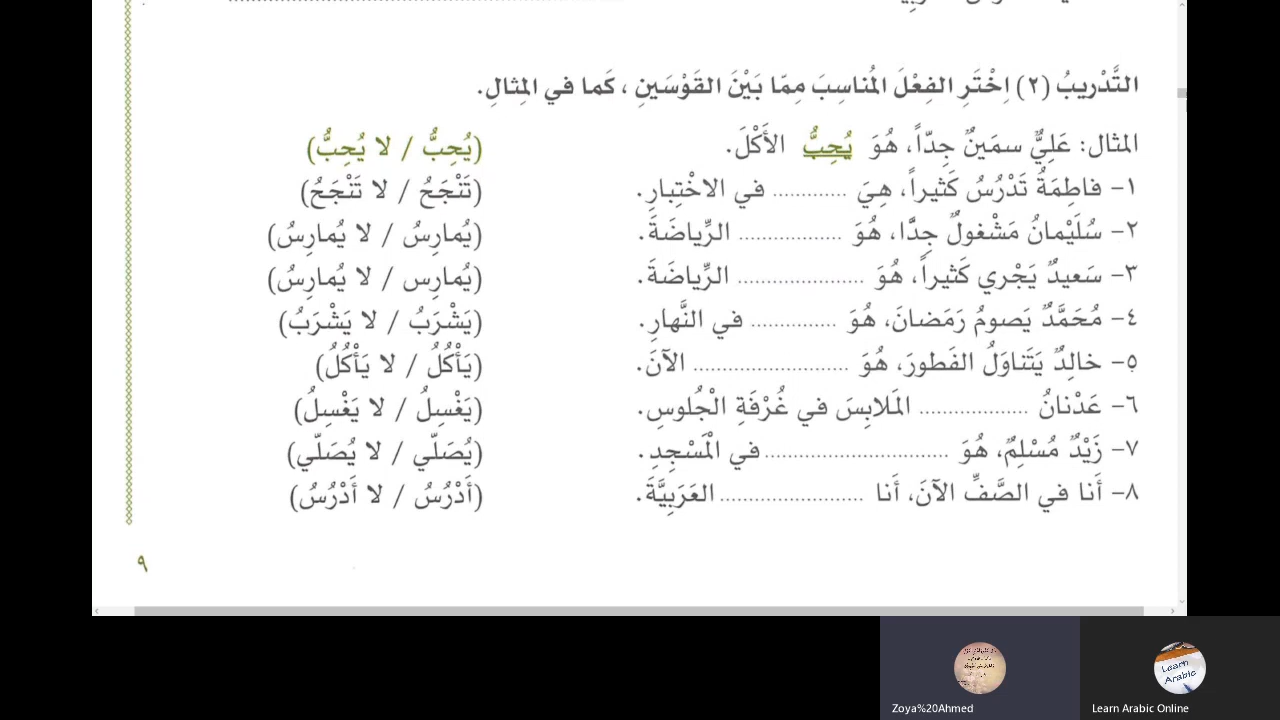 التَّدْريبُ (٢) اِخْتَرِ الفِعْلَ المُناسِبَ مِمّا بَيْنَ القَوْسَينِ ، كَما في المِثالِ.
المثال: عَلِيٌّ سمَينٌ جِدّاً، هُوَ يُحِبُّ الأَكْلَ. (يُحِبُّ / لا يُحِبُّ)
١- فاطِمَةُ تَدْرُسُ كَثيراً، هِيَ ............ في الاخْتِبارِ. (تَنْجَحُ / لا تَنْجَحُ)
٢- سُلَيْمانُ مَشْغولٌ جِدًّا، هُوَ ................. الرِّياضَةَ. (يُمارِسُ / لا يُمارِسُ)
٣- سَعيدٌ يَجْري كَثيراً، هُوَ ..................... الرِّياضَةَ. (يُمارِس / لا يُمارِسُ)
٤- مُحَمَّدٌ يَصومُ رَمَضانَ، هُوَ .............. في النَّهارِ. (يَشْرَبُ / لا يَشْرَبُ)
٥- خالِدٌ يَتَناوَلُ الفَطورَ، هُوَ .......................... الآنَ. (يَأْكُلُ / لا يَأْكُلُ)
٦- عَدْنانُ .................. المَلابِسَ في غُرْفَةِ الْجُلوسِ. (يَغْسِلُ / لا يَغْسِلُ)
٧- زَيْدٌ مُسْلِمٌ، هُوَ ............................... في الْمَسْجِدِ. (يُصَلّي / لا يُصَلّي)
٨- أَنا في الصَّفِّ الآنَ، أَنا ........................ العَرَبِيَّةَ. (أَدْرُسُ / لا أَدْرُسُ)
٩
Learn Arabic
Zoya%20Ahmed
Learn Arabic Online